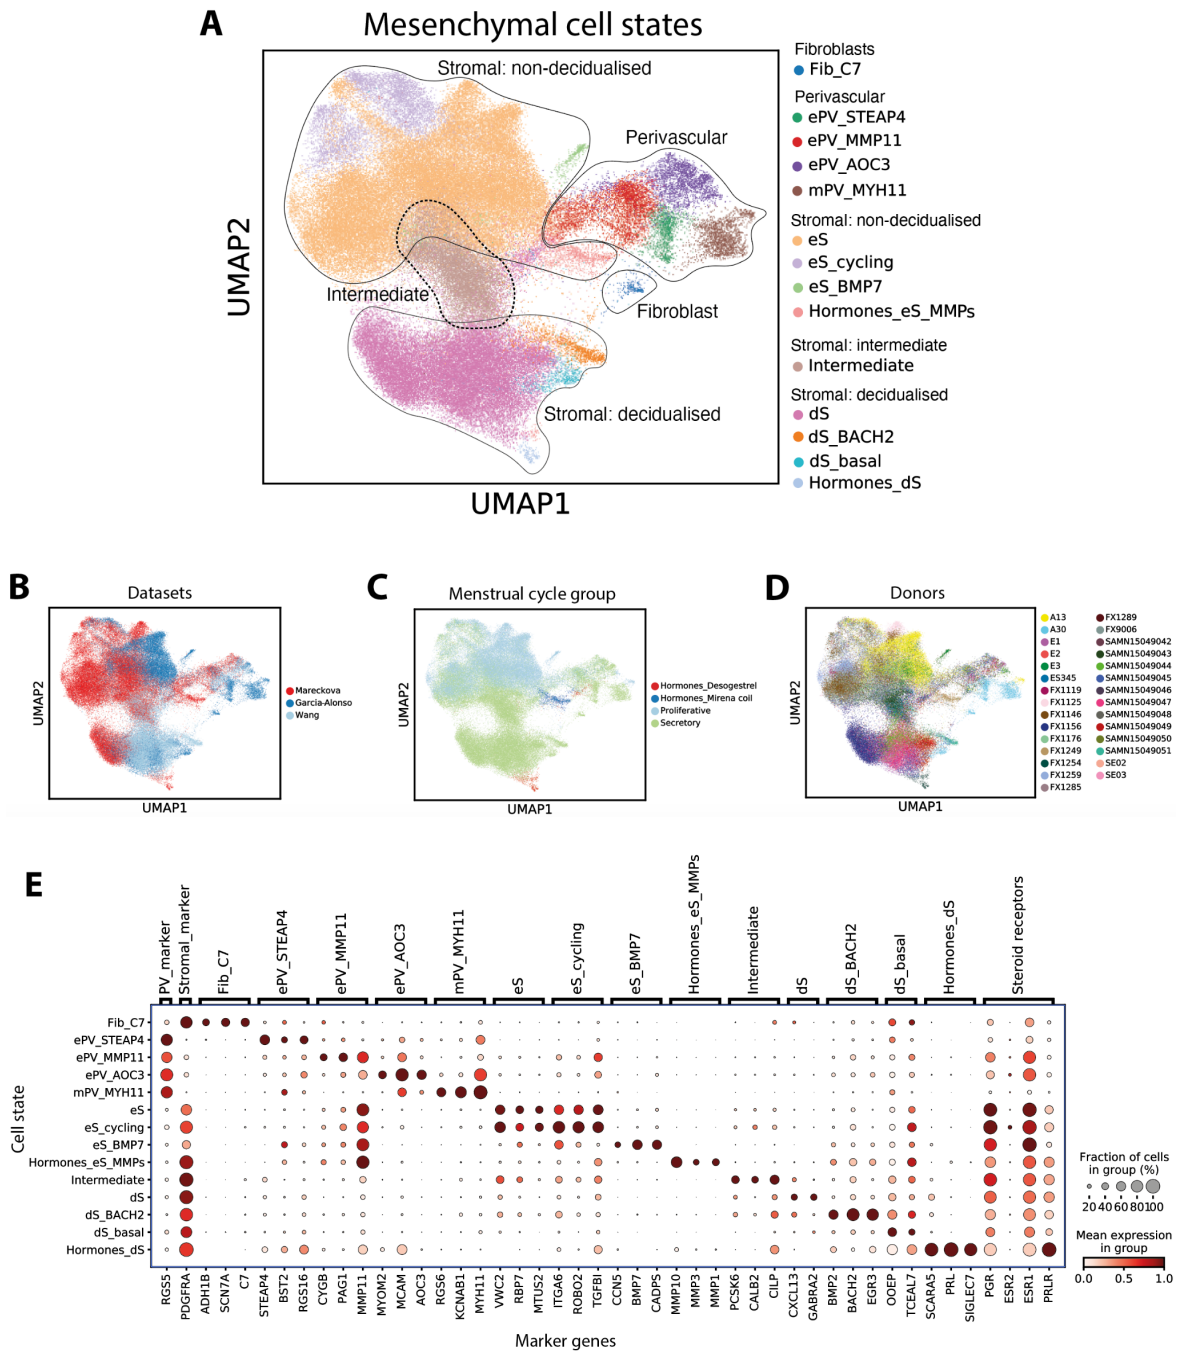 A
Mesenchymal cell states
Stromal: non-decidualised
Perivascular
Intermediate
Fibroblast
Stromal: decidualised
UMAP2
UMAP1
Fibroblasts
Fib_C7
Perivascular
ePV_STEAP4
ePV_MMP11
ePV_AOC3
mPV_MYH11
Stromal: non-decidualised
eS
eS_cycling
eS_BMP7
Hormones_eS_MMPs
Stromal: intermediate
Intermediate
Stromal: decidualised
dS
dS_BACH2
dS_basal
Hormones_dS
B
Datasets
UMAP2
UMAP1
Mareckova
Garcia-Alonso
Wang
C
Menstrual cycle group
UMAP2
UMAP1
Hormones_Desogestrel
Hormones_Mirena coil
Proliferative
Secretory
D
Donors
UMAP2
UMAP1
A13
A30
E1
E2
E3
ES345
FX1119
FX1125
FX1146
FX1156
FX1176
FX1249
FX1254
FX1259
FX1285
FX1289
FX9006
SAMN15049042
SAMN15049043
SAMN15049044
SAMN15049045
SAMN15049046
SAMN15049047
SAMN15049048
SAMN15049049
SAMN15049050
SAMN15049051
SE02
SE03
E
PV_marker
Stromal_marker
Fib_C7
ePV_STEAP4
ePV_MMP11
ePV_AOC3
mPV_MYH11
eS
eS_cycling
eS_BMP7
Hormones_eS_MMPs
Intermediate
dS
dS_BACH2
dS_basal
Hormones_dS
Steroid receptors
Cell state
Fib_C7
ePV_STEAP4
ePV_MMP11
ePV_AOC3
mPV_MYH11
eS
eS_cycling
eS_BMP7
Hormones_eS_MMPs
Intermediate
dS
dS_BACH2
dS_basal
Hormones_dS
RGS5
PDGFRA
ADH1B
SCN7A
C7
STEAP4
BST2
RGS16
CYGB
PAG1
MMP11
MYOM2
MCAM
AOC3
RGS6
KCNAB1
MYH11
VWC2
RBP7
MTUS2
ITGA6
ROBO2
TGFBI
CCN5
BMP7
CADPS
MMP10
MMP3
MMP1
PCSK6
CALB2
CILP
CXCL13
GABRA2
BMP2
BACH2
EGR3
OOEP
TCEAL7
SCARA5
PRL
SIGLEC7
PGR
ESR2
ESR1
PRLR
Marker genes
Fraction of cells
in group (%)
20 40 60 80100
Mean expression
in group
0.0 0.5 1.0